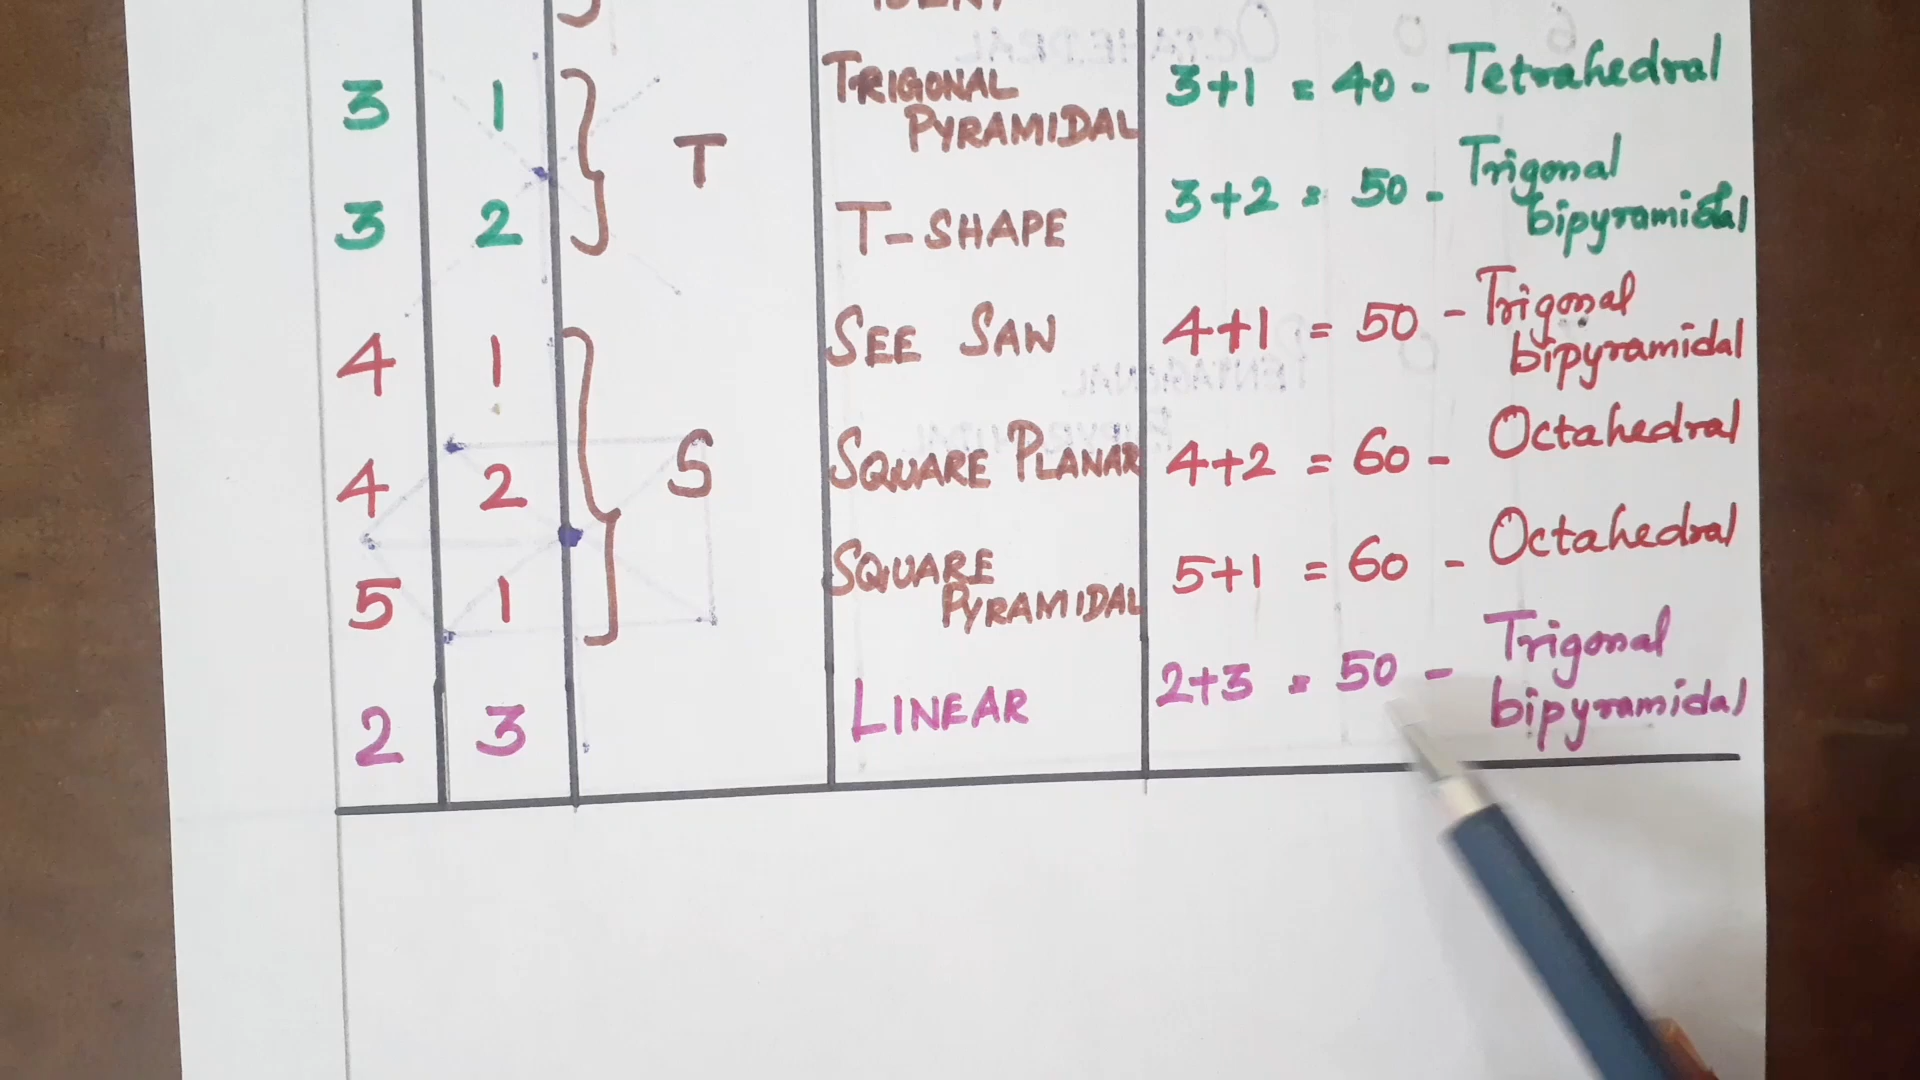 3 1 TRIGONAL PYRAMIDAL 3+1 = 40 - Tetrahedral
T
3 2 T-SHAPE 3+2 = 50 - Trigonal bipyramidal
4 1 SEE SAW 4+1 = 50 - Trigonal bipyramidal
4 2 S SQUARE PLANAR 4+2 = 60 - Octahedral
5 1 SQUARE PYRAMIDAL 5+1 = 60 - Octahedral
2 3 LINEAR 2+3 = 50 - Trigonal bipyramidal